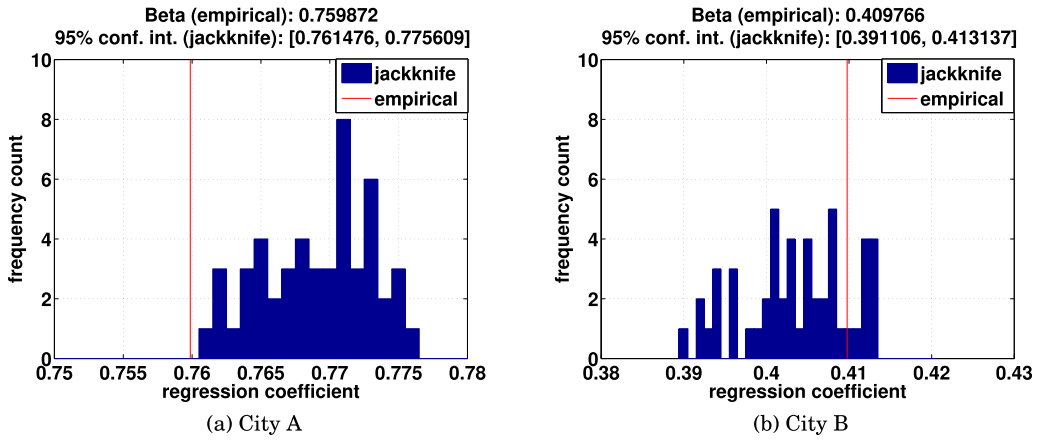 Beta (empirical): 0.759872
95% conf. int. (jackknife): [0.761476, 0.775609]
jackknife
empirical
frequency count
10
8
6
4
2
0
0.75 0.755 0.76 0.765 0.77 0.775 0.78
regression coefficient
(a) City A
Beta (empirical): 0.409766
95% conf. int. (jackknife): [0.391106, 0.413137]
jackknife
empirical
frequency count
10
8
6
4
2
0
0.38 0.39 0.4 0.41 0.42 0.43
regression coefficient
(b) City B